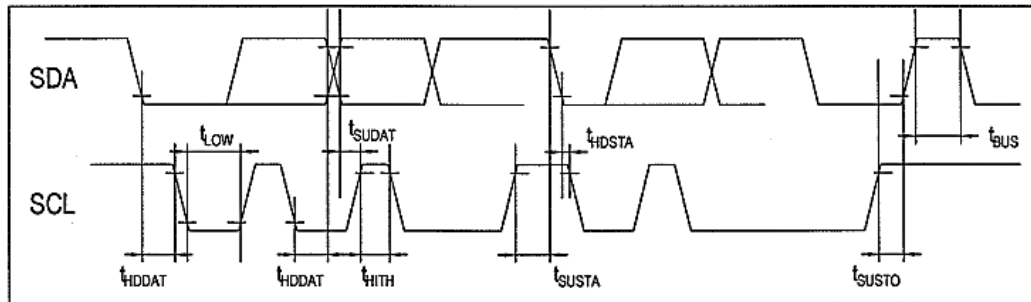 SDA
tLOW
tSUDAT
tHDSTA
tBUS
SCL
tHDDAT
tHDDAT
tHITH
tSUSTA
tSUSTO